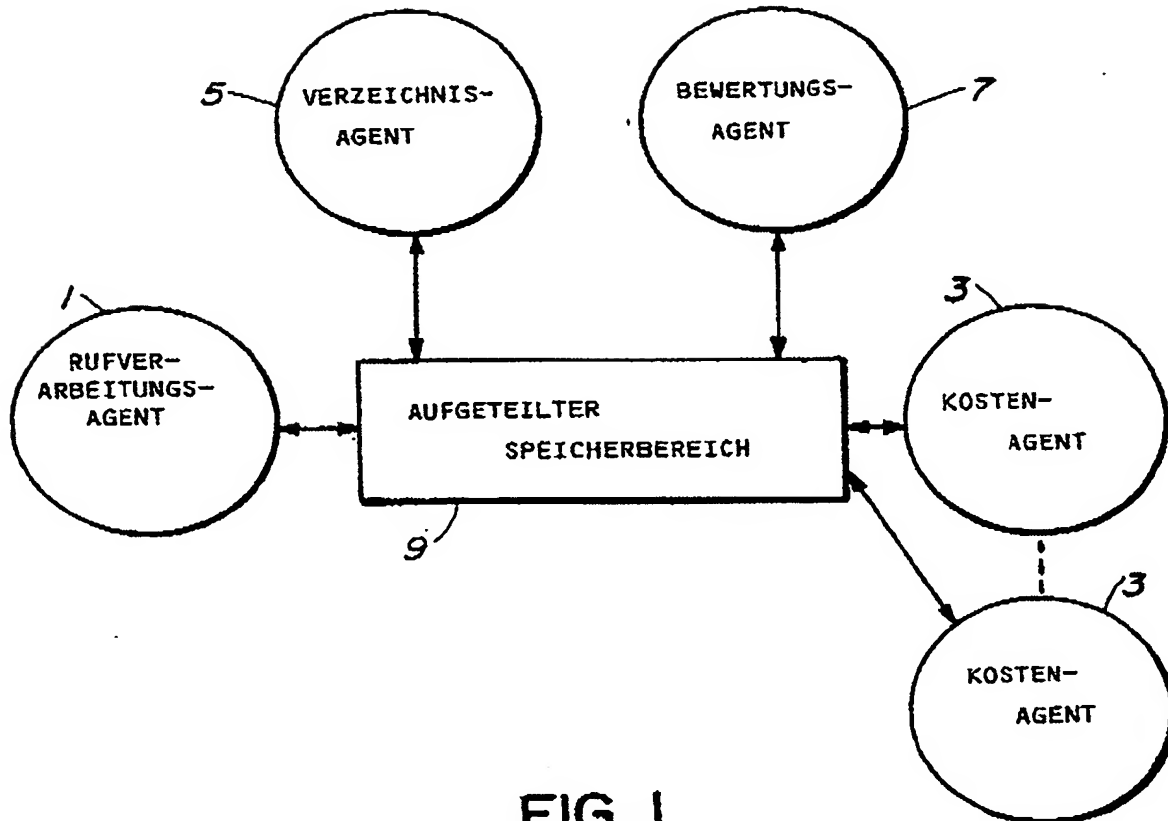 5
VERZEICHNIS-
AGENT
BEWERTUNGS-
AGENT
7
1
RUFVER-
ARBEITUNGS-
AGENT
AUFGETEILTER
SPEICHERBEREICH
9
3
KOSTEN-
AGENT
3
KOSTEN-
AGENT
FIG. 1